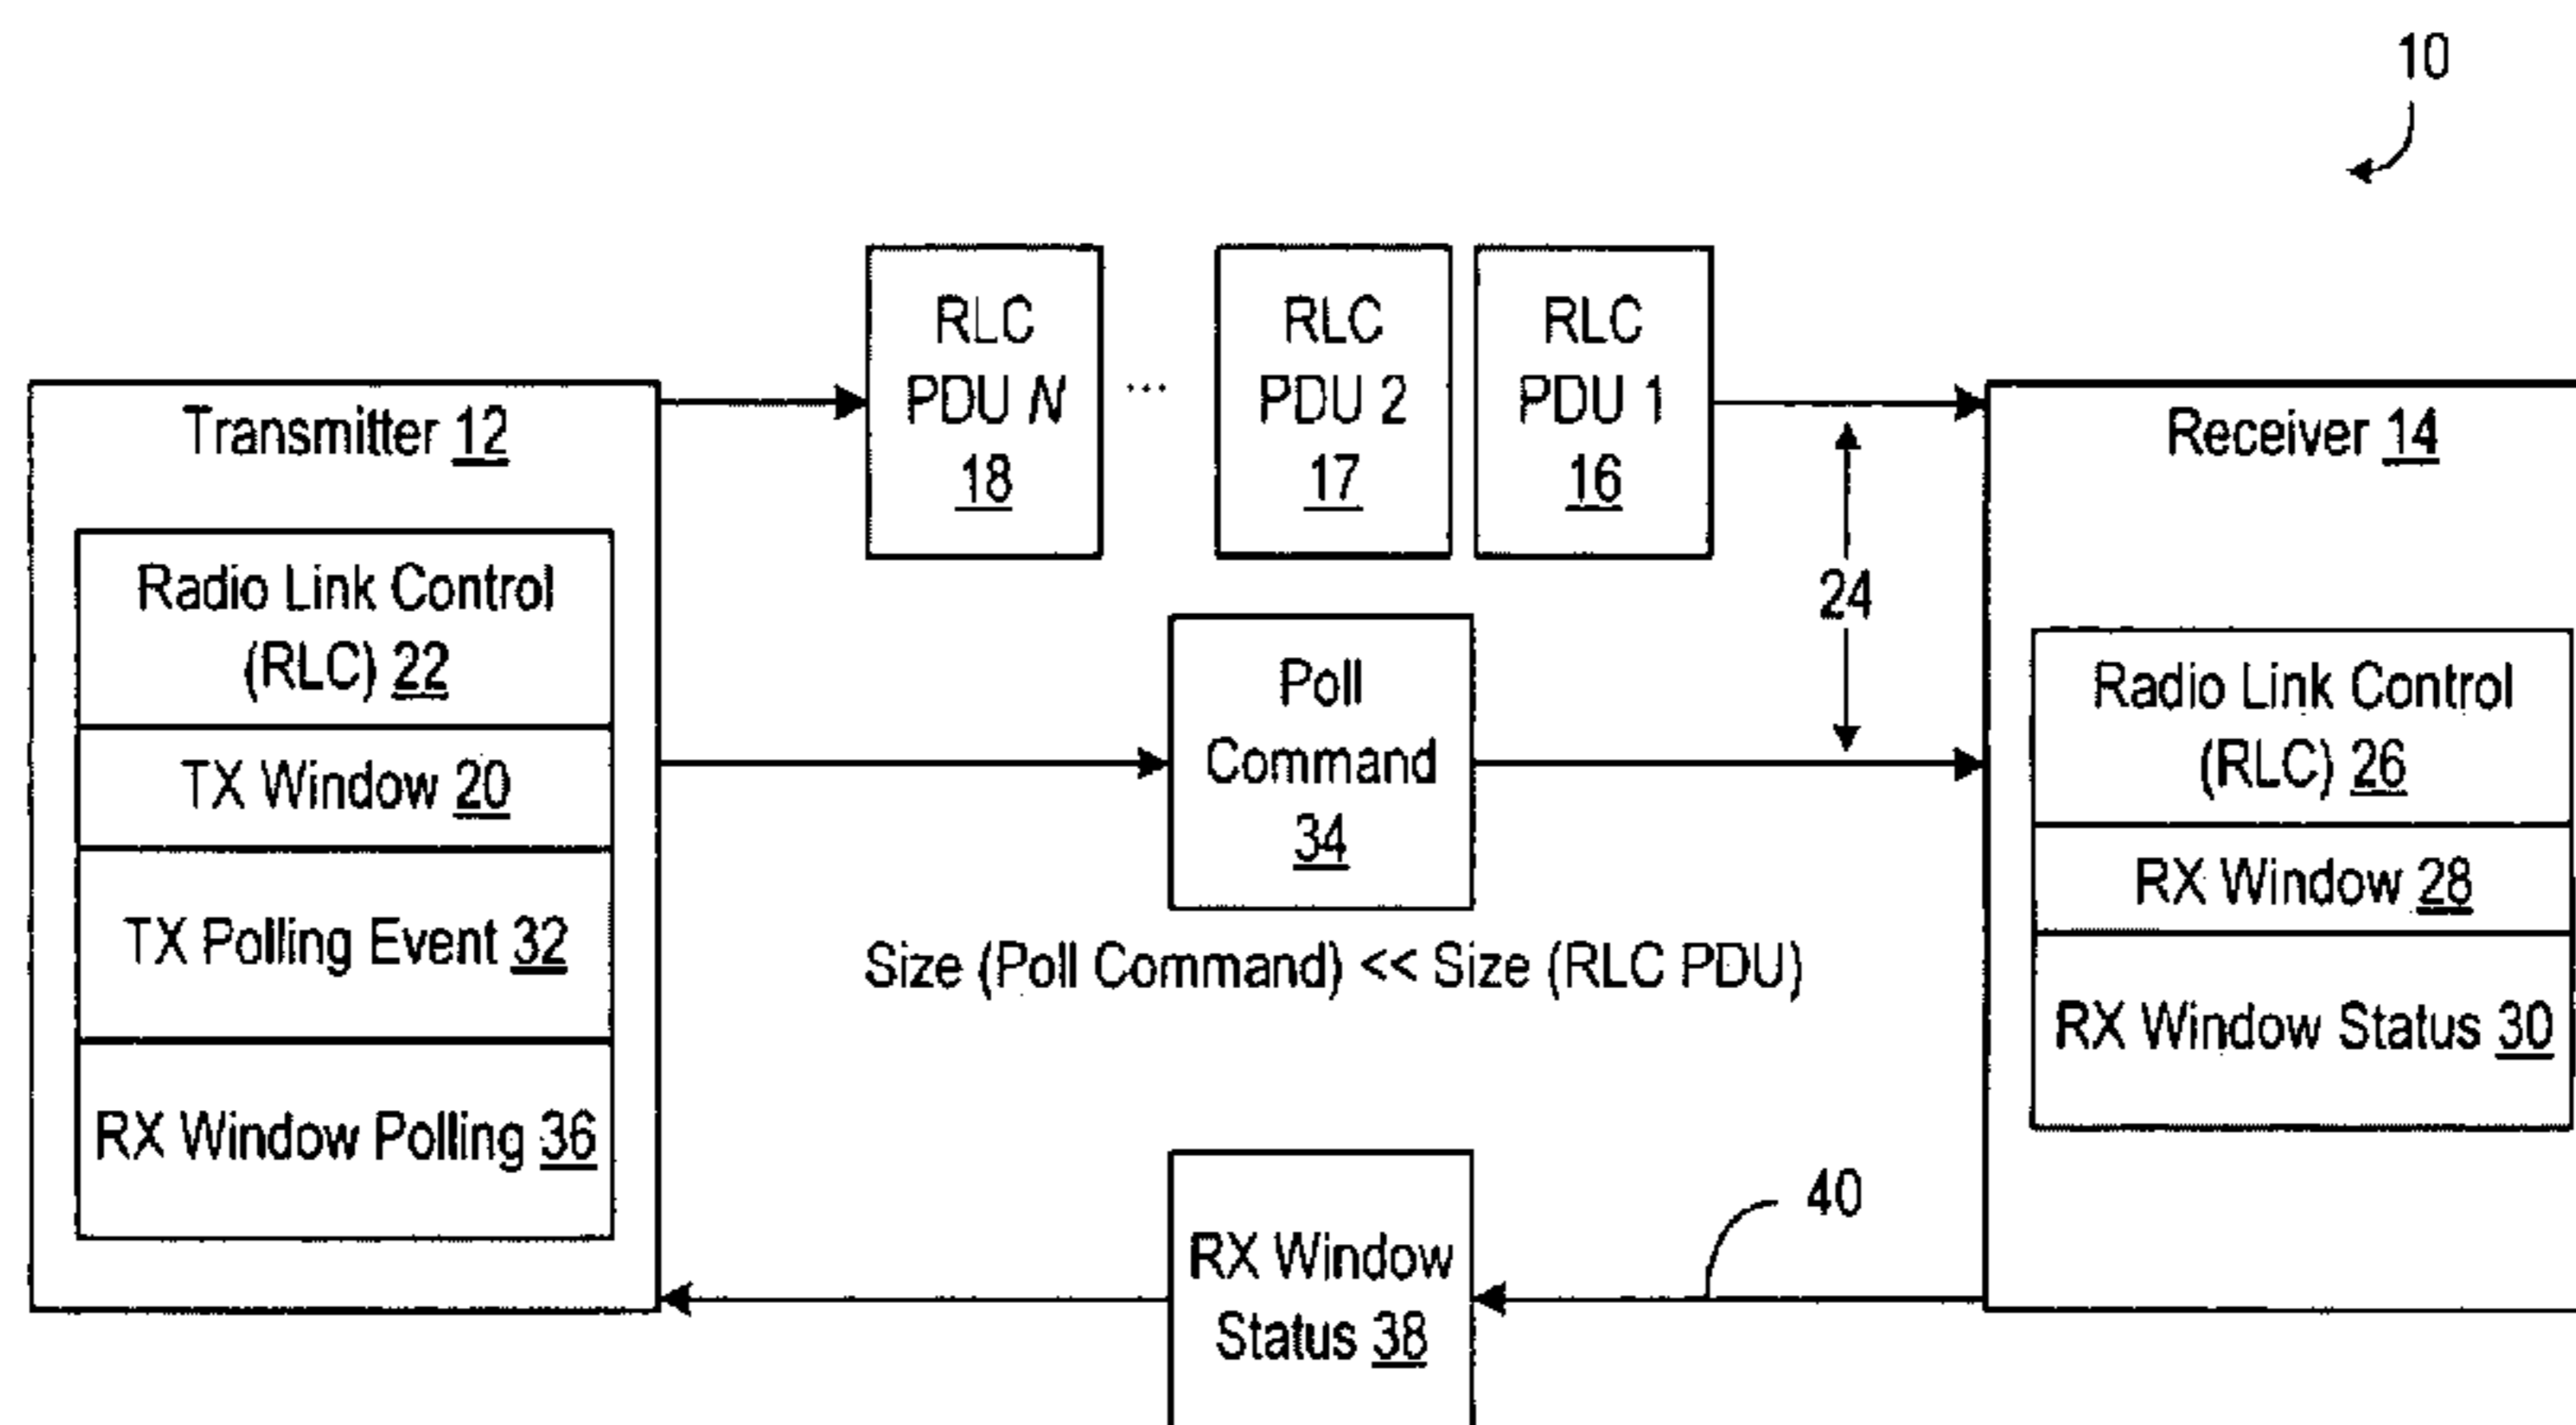 10
RLC
PDU N
18
...
RLC
PDU 2
17
RLC
PDU 1
16
Transmitter 12
Receiver 14
Radio Link Control
(RLC) 22
TX Window 20
TX Polling Event 32
RX Window Polling 36
24
Poll
Command
34
Size (Poll Command) << Size (RLC PDU)
Radio Link Control
(RLC) 26
RX Window 28
RX Window Status 30
RX Window
Status 38
40